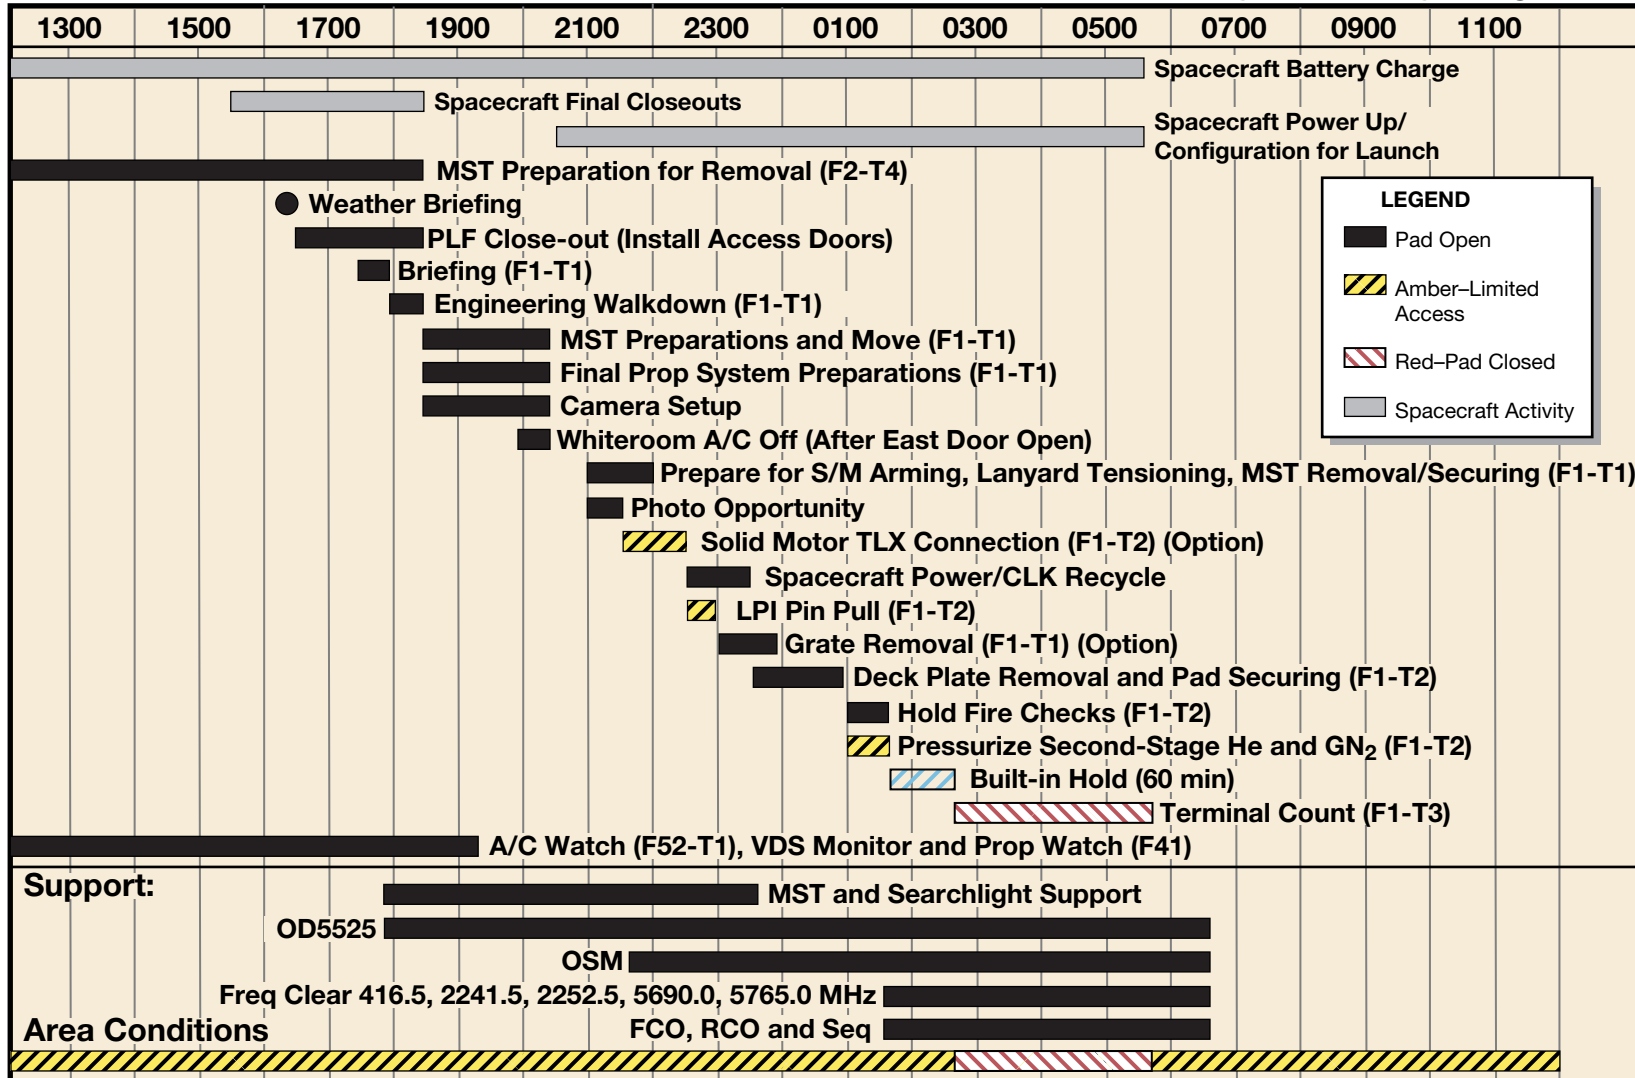 1300 1500 1700 1900 2100 2300 0100 0300 0500 0700 0900 1100
Spacecraft Battery Charge
Spacecraft Final Closeouts
Spacecraft Power Up/
Configuration for Launch
MST Preparation for Removal (F2-T4)
Weather Briefing
PLF Close-out (Install Access Doors)
Briefing (F1-T1)
Engineering Walkdown (F1-T1)
MST Preparations and Move (F1-T1)
Final Prop System Preparations (F1-T1)
Camera Setup
Whiteroom A/C Off (After East Door Open)
Prepare for S/M Arming, Lanyard Tensioning, MST Removal/Securing (F1-T1)
Photo Opportunity
Solid Motor TLX Connection (F1-T2) (Option)
Spacecraft Power/CLK Recycle
LPI Pin Pull (F1-T2)
Grate Removal (F1-T1) (Option)
Deck Plate Removal and Pad Securing (F1-T2)
Hold Fire Checks (F1-T2)
Pressurize Second-Stage He and GN2 (F1-T2)
Built-in Hold (60 min)
Terminal Count (F1-T3)
A/C Watch (F52-T1), VDS Monitor and Prop Watch (F41)
LEGEND
Pad Open
Amber–Limited
Access
Red–Pad Closed
Spacecraft Activity
Support:
MST and Searchlight Support
OD5525
OSM
Freq Clear 416.5, 2241.5, 2252.5, 5690.0, 5765.0 MHz
FCO, RCO and Seq
Area Conditions